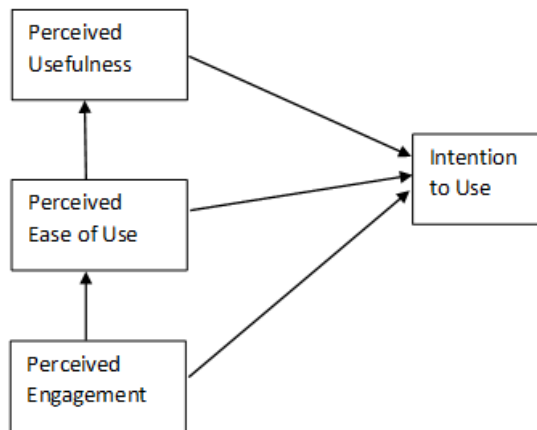 Perceived
Usefulness
Intention
to Use
Perceived
Ease of Use
Perceived
Engagement